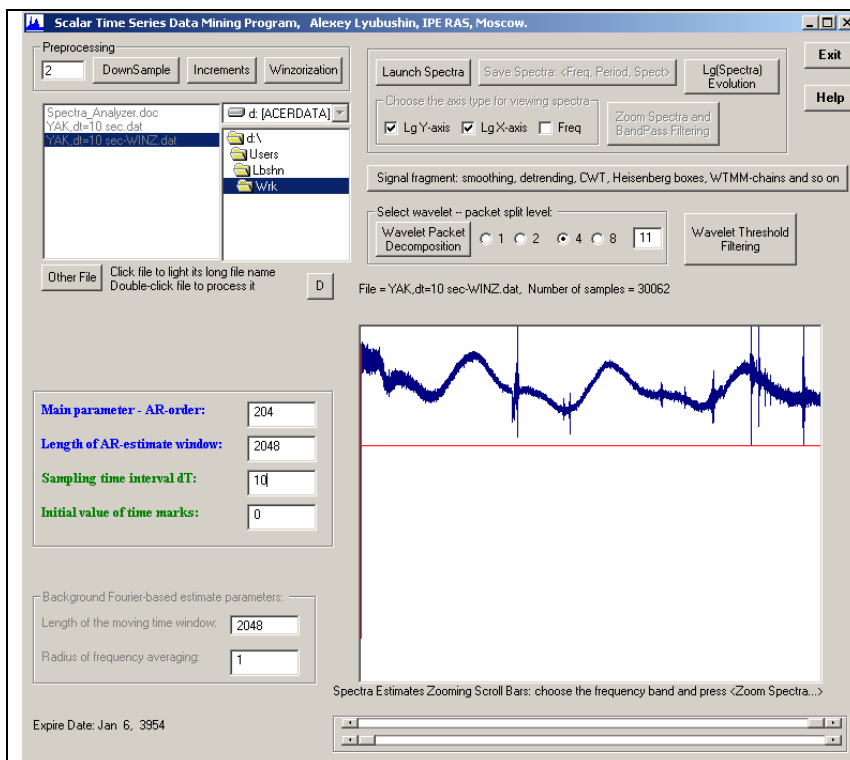 Scalar Time Series Data Mining Program, Alexey Lyubushin, IPE RAS, Moscow.
Preprocessing
2
DownSample
Increments
Winzorization
Spectra_Analyzer.doc
YAK,dt=10 sec.dat
YAK,dt=10 sec-WINZ.dat
d: [ACERDATA]
d:\
Users
Lbshn
Wrk
Other File
Click file to light its long file name
Double-click file to process it
D
Launch Spectra
Save Spectra: <Freq, Period, Spect>
Lg(Spectra)
Evolution
Exit
Help
Choose the axis type for viewing spectra
Lg Y-axis
Lg X-axis
Freq
Zoom Spectra and
BandPass Filtering
Signal fragment: smoothing, detrending, CWT, Heisenberg boxes, WTMM-chains and so on
Select wavelet -- packet split level:
Wavelet Packet
Decomposition
1
2
4
8
11
Wavelet Threshold
Filtering
File = YAK,dt=10 sec-WINZ.dat, Number of samples = 30062
Main parameter - AR-order:
204
Length of AR-estimate window:
2048
Sampling time interval dT:
10
Initial value of time marks:
0
Background Fourier-based estimate parameters:
Length of the moving time window:
2048
Radius of frequency averaging:
1
Spectra Estimates Zooming Scroll Bars: choose the frequency band and press <Zoom Spectra...>
Expire Date: Jan 6, 3954